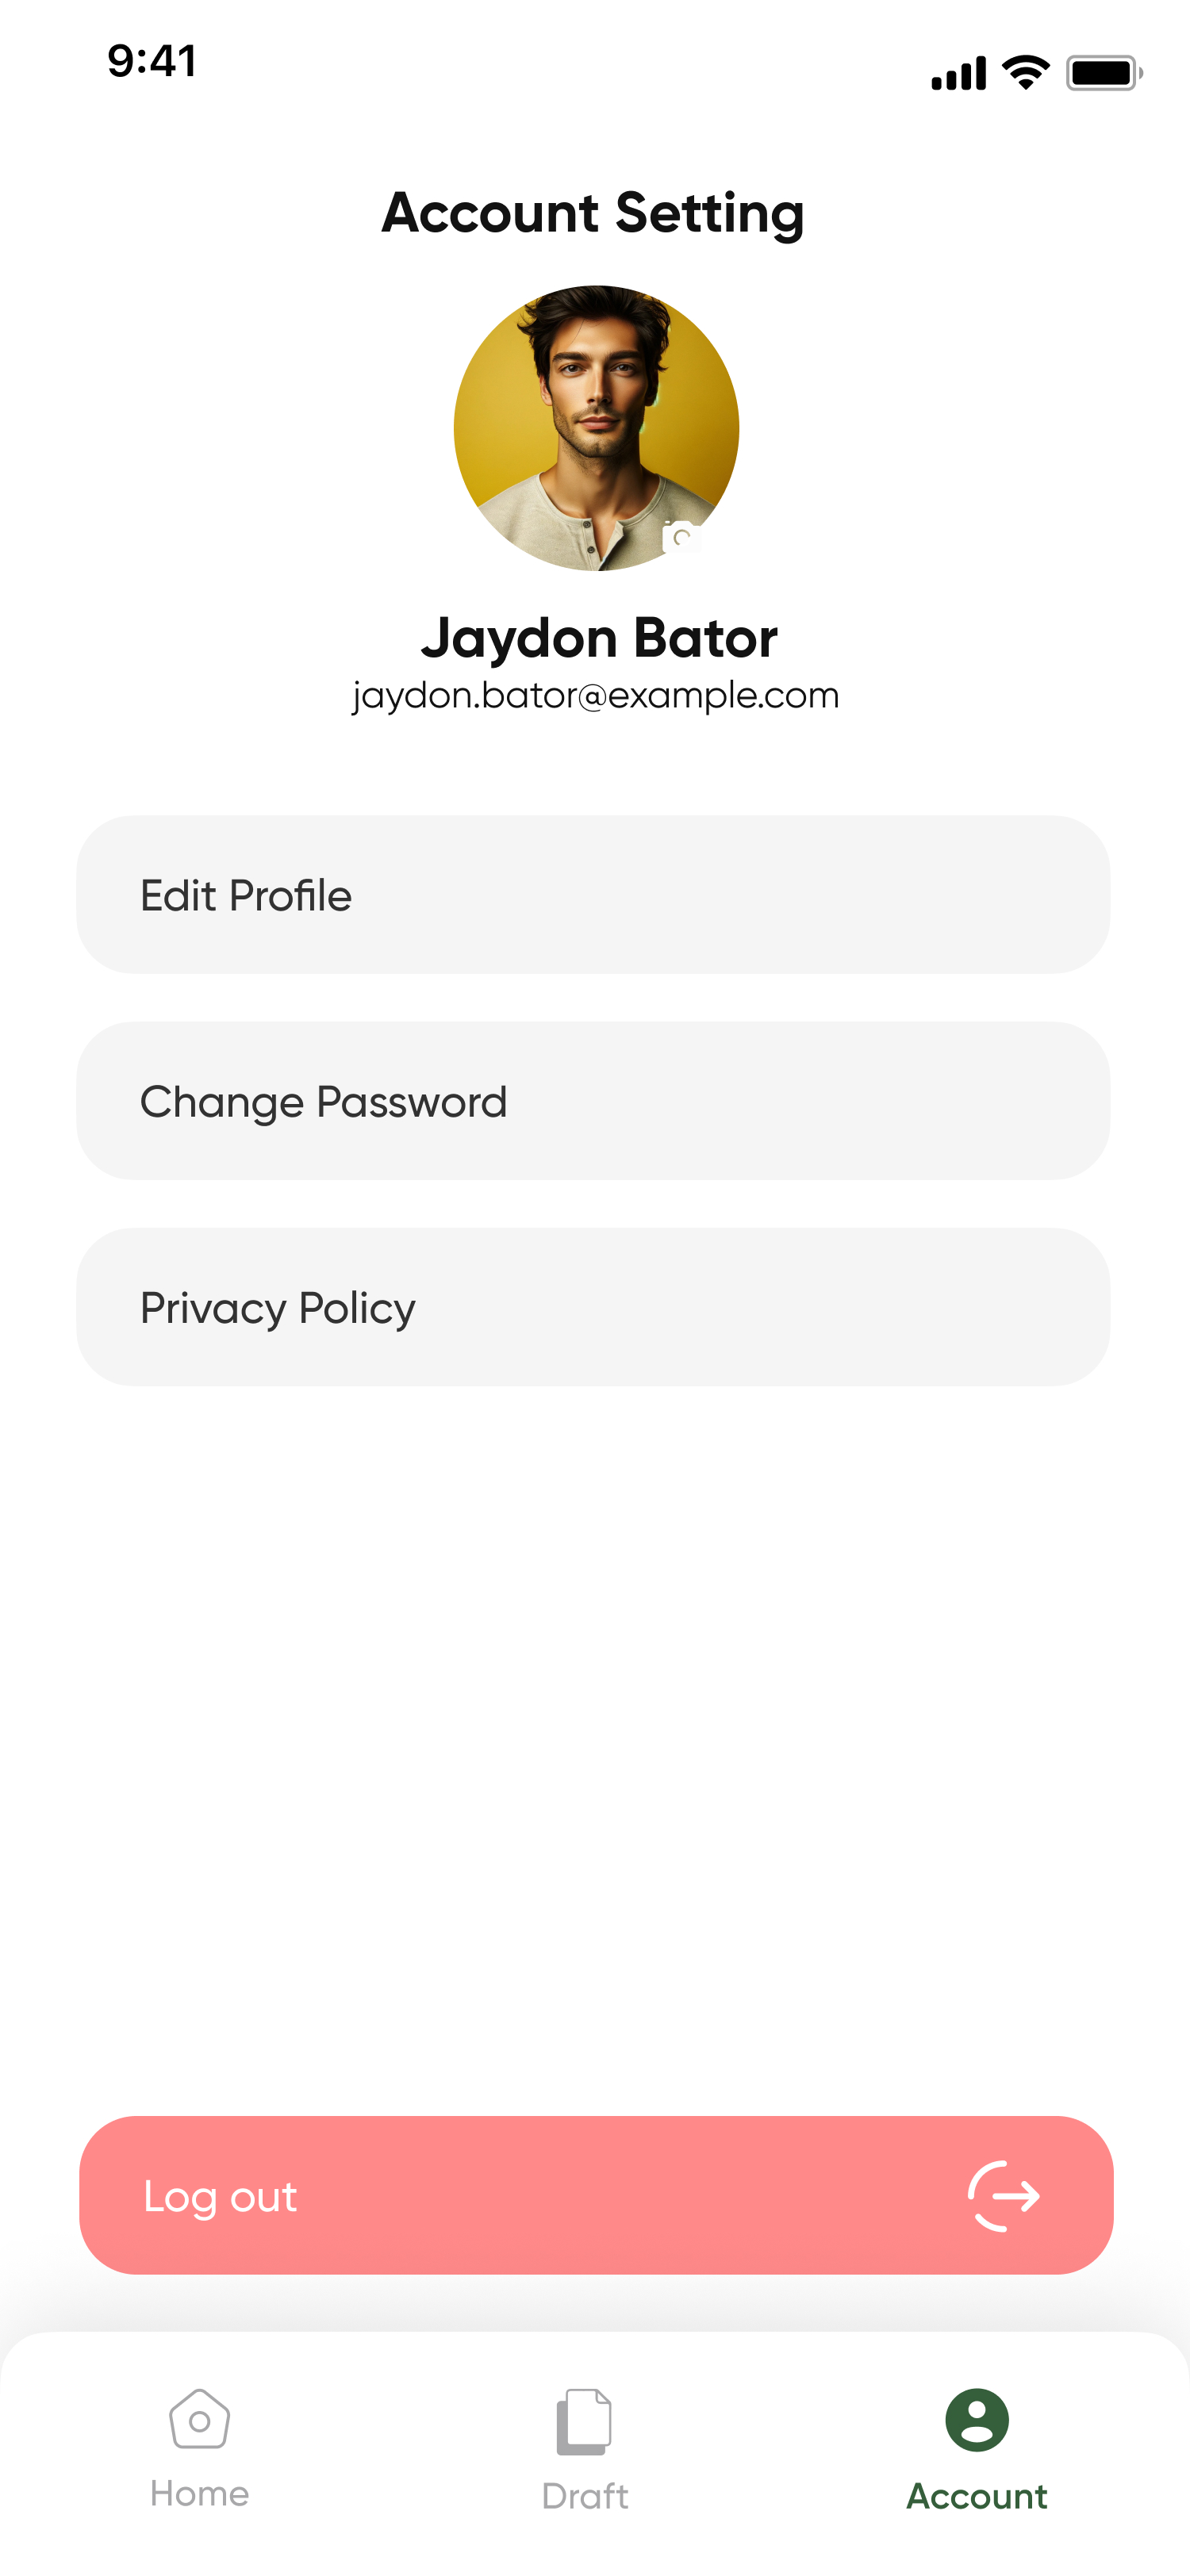 9:41
Account Setting
Jaydon Bator
jaydon.bator@example.com
Edit Profile
Change Password
Privacy Policy
Log out
Home
Draft
Account